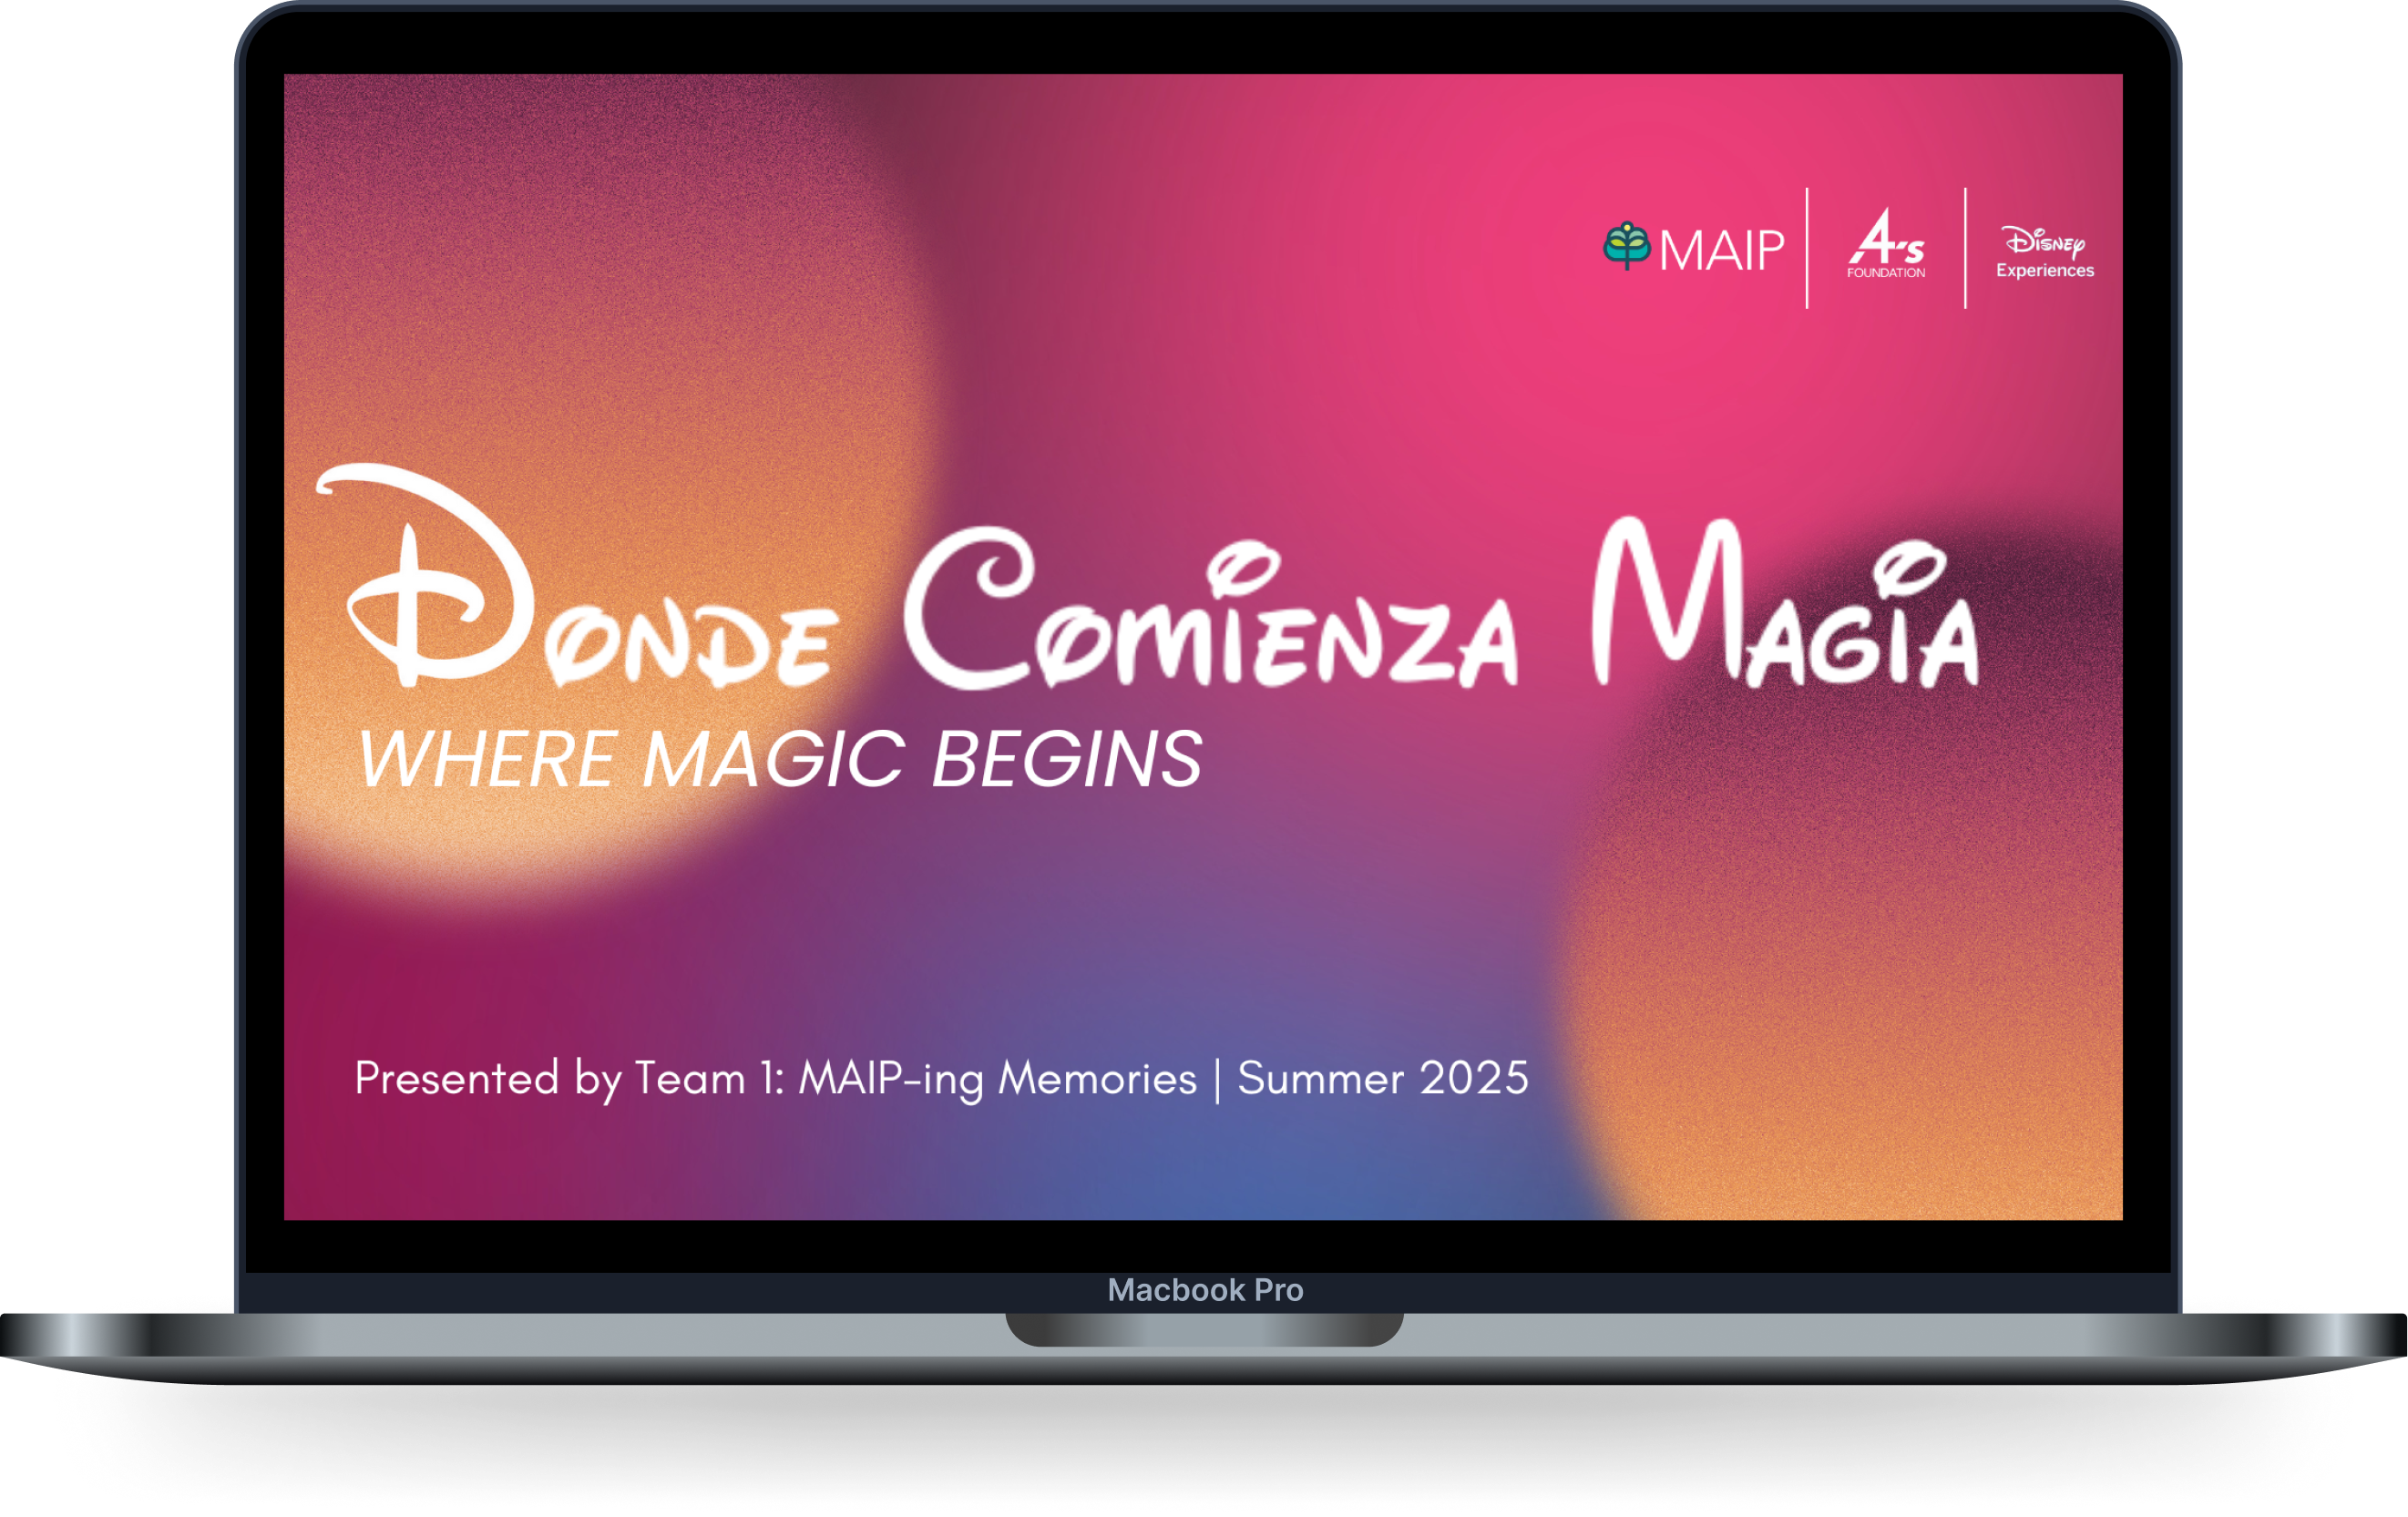 MAIP
4A's
FOUNDATION
Disney
Experiences
Donde Comienza Magia
WHERE MAGIC BEGINS
Presented by Team 1: MAIP-ing Memories | Summer 2025
Macbook Pro